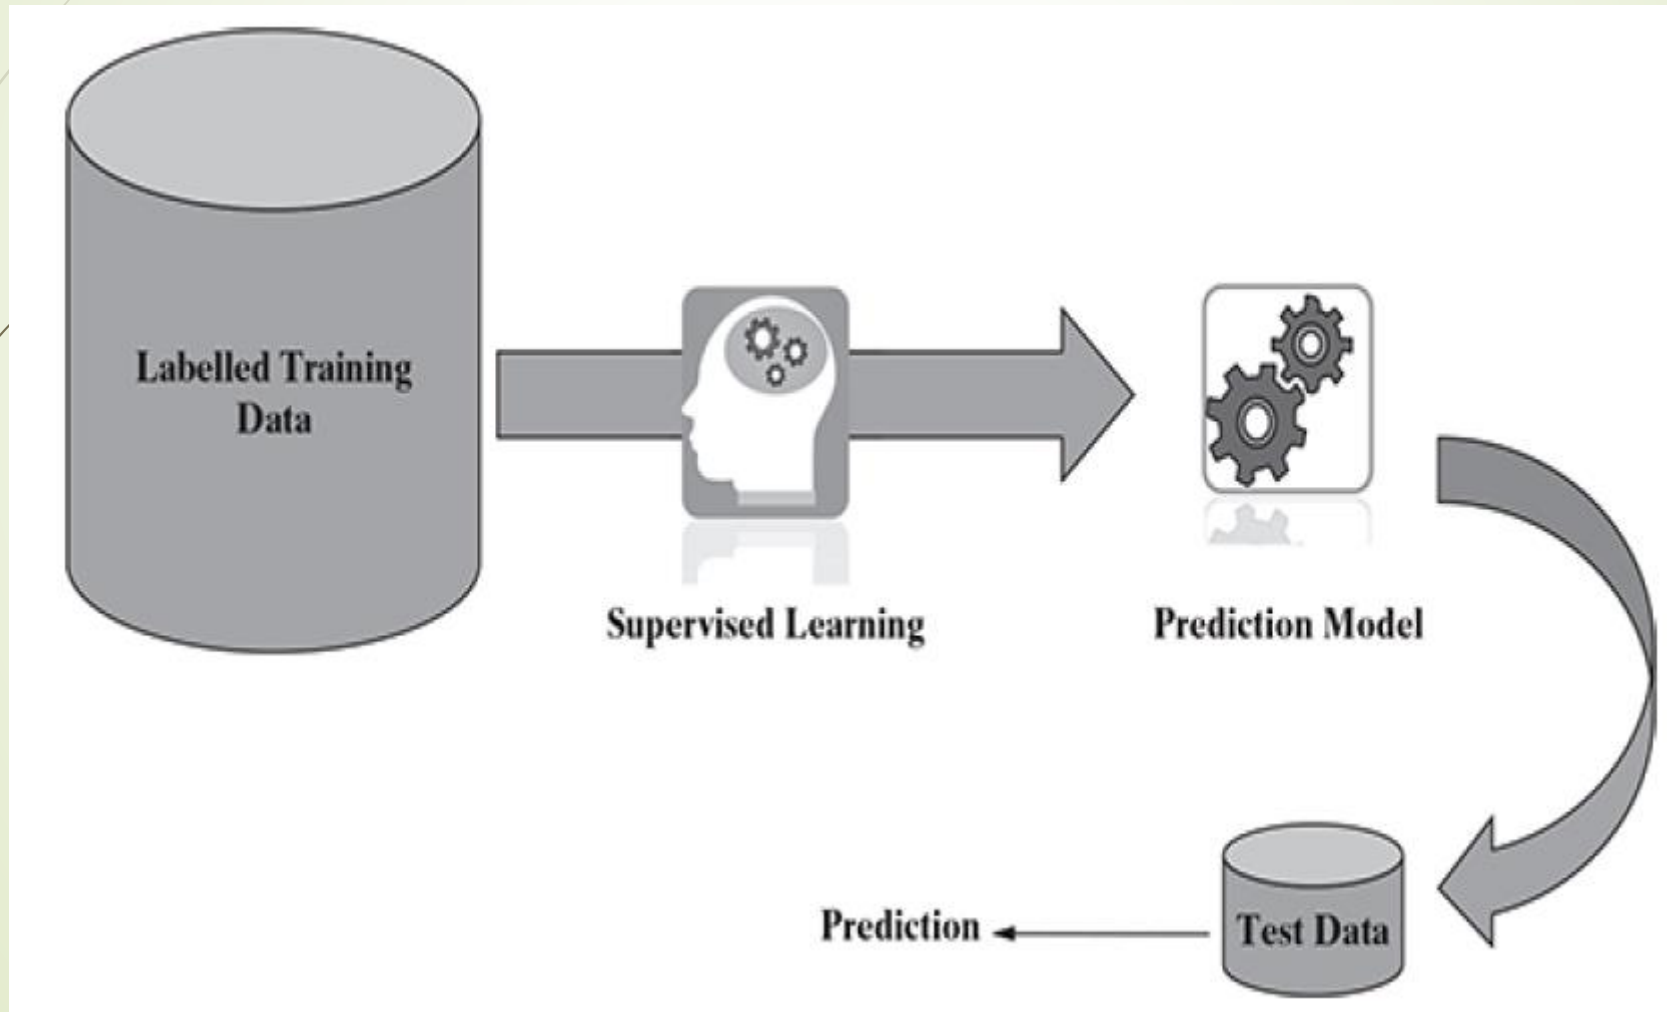 Labelled Training
Data
Supervised Learning
Prediction Model
Prediction
Test Data